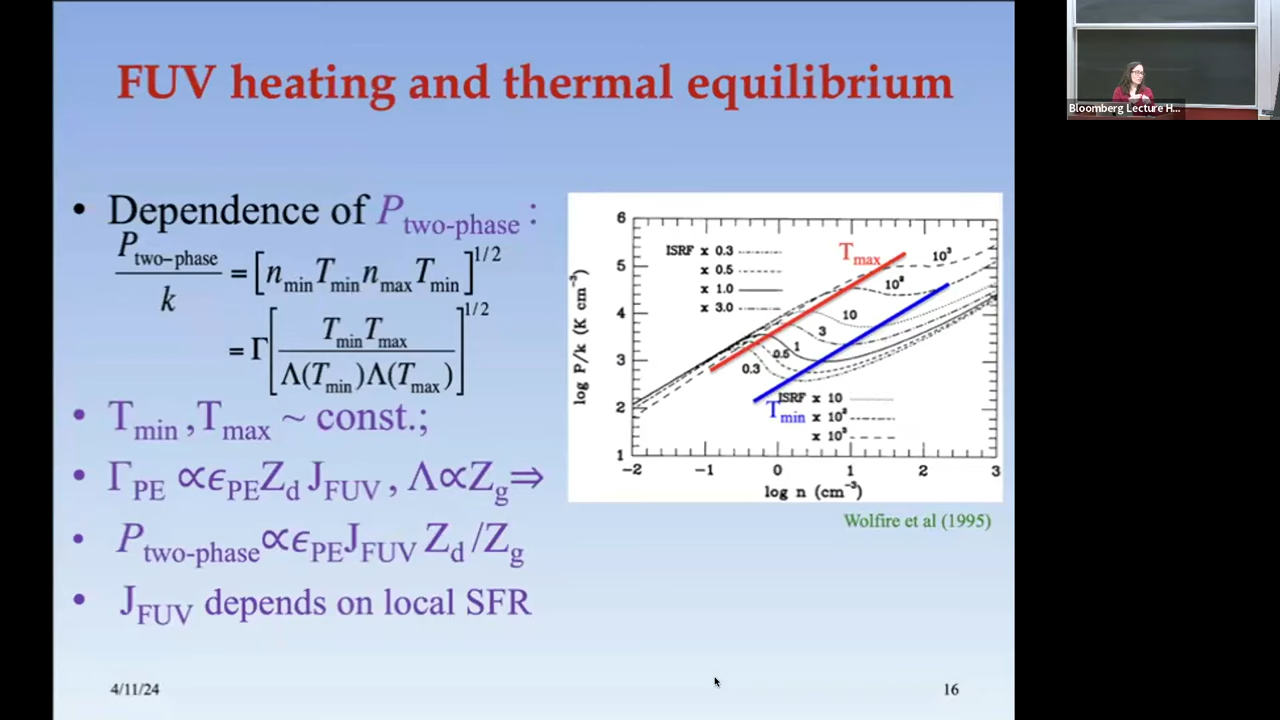 FUV heating and thermal equilibrium
• Dependence of P_two-phase :
P_two-phase / k = [n_min T_min n_max T_min]^1/2
= Γ [ T_min T_max / Λ(T_min)Λ(T_max) ]^1/2
• T_min ,T_max ~ const.;
• Γ_PE ∝ϵ_PE Z_d J_FUV , Λ∝Z_g⇒
• P_two-phase ∝ϵ_PE J_FUV Z_d /Z_g
• J_FUV depends on local SFR
4/11/24
16
log P/k (K cm⁻³)
6
5
4
3
2
1
ISRF x 0.3
x 0.5
x 1.0
x 3.0
T_max
10³
10²
10
3
1
0.5
0.3
T_min
ISRF x 10
x 10²
x 10³
−2 −1 0 1 2 3
log n (cm⁻³)
Wolfire et al (1995)
Bloomberg Lecture H...